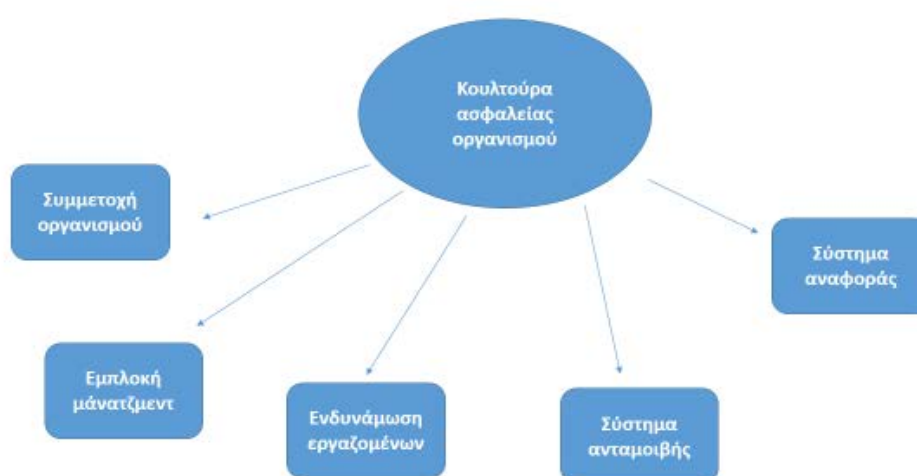 Κουλτούρα
ασφαλείας
οργανισμού
Συμμετοχή
οργανισμού
Σύστημα
αναφοράς
Εμπλοκή
μάνατζμεντ
Ενδυνάμωση
εργαζομένων
Σύστημα
ανταμοιβής